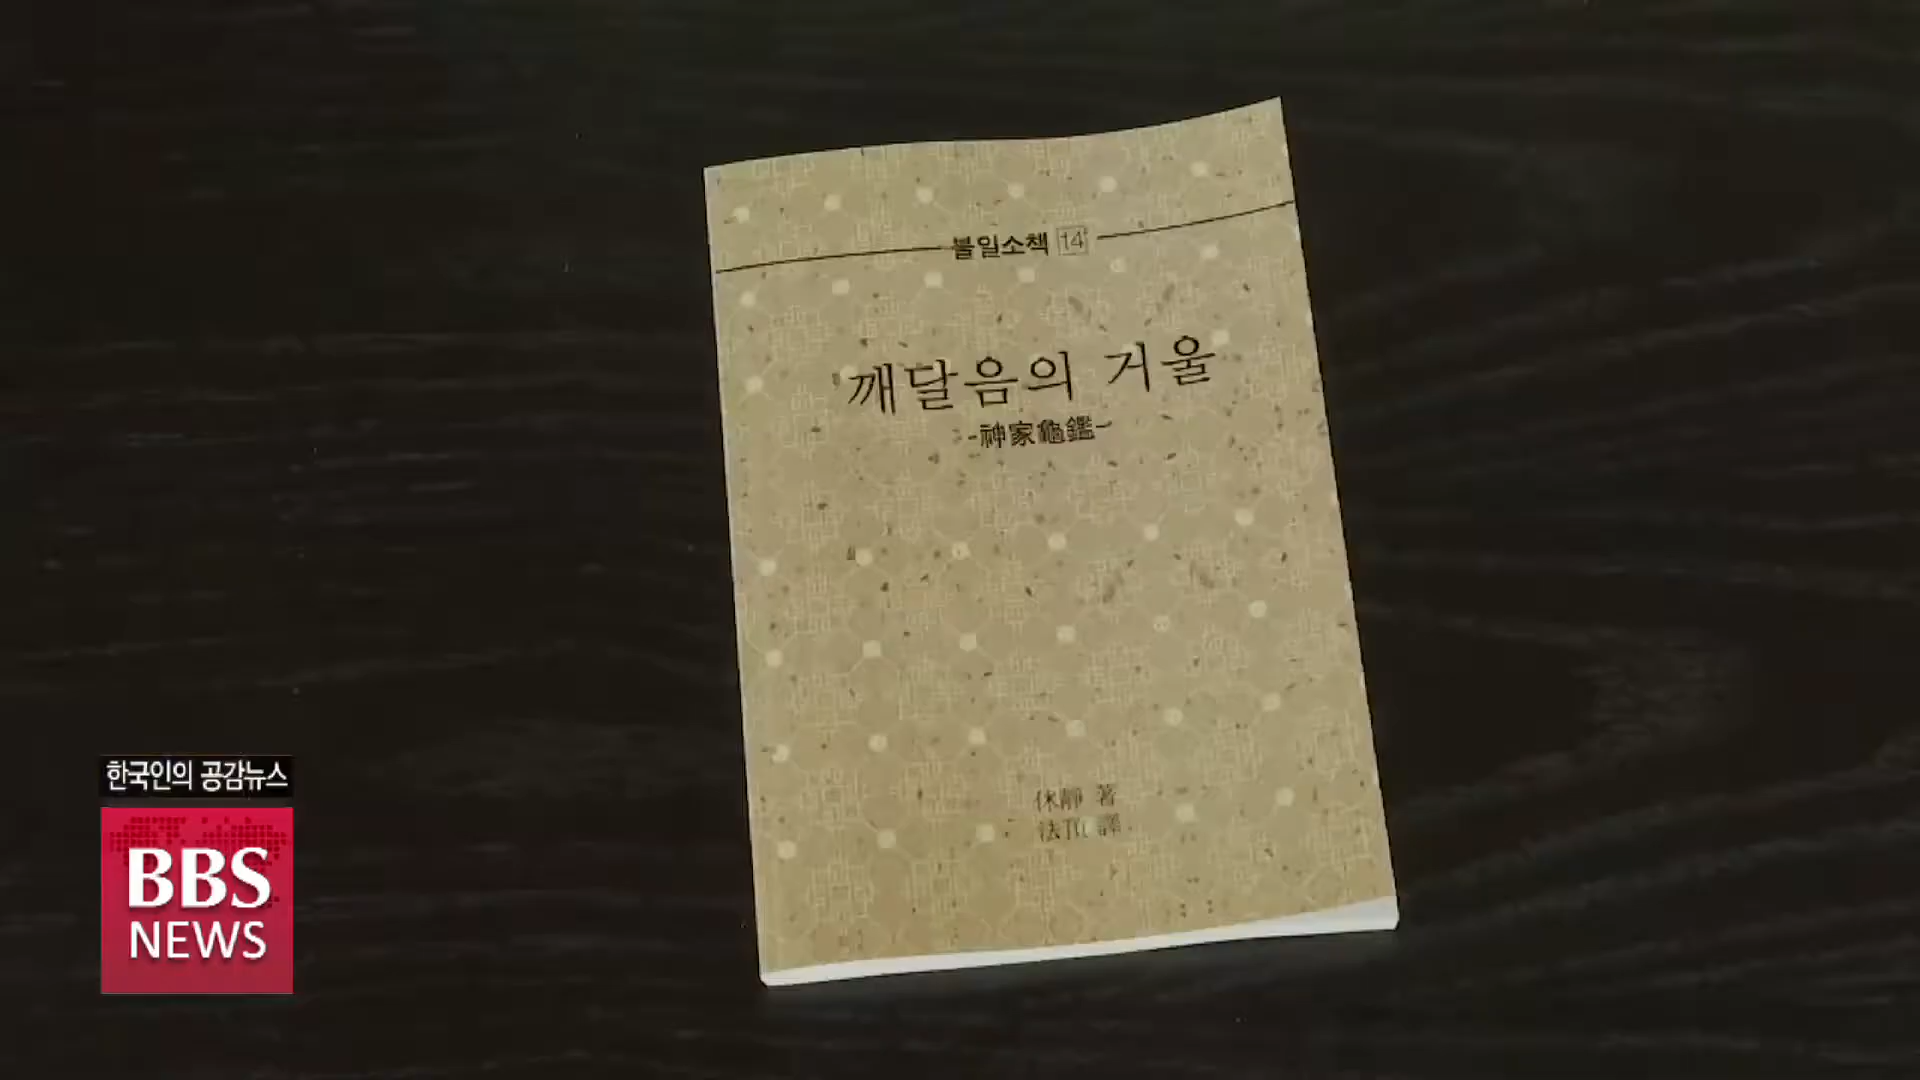 불일소책 14
깨달음의 거울
-禪家龜鑑-
休靜 著
法頂 譯
한국인의 공감뉴스
BBS
NEWS